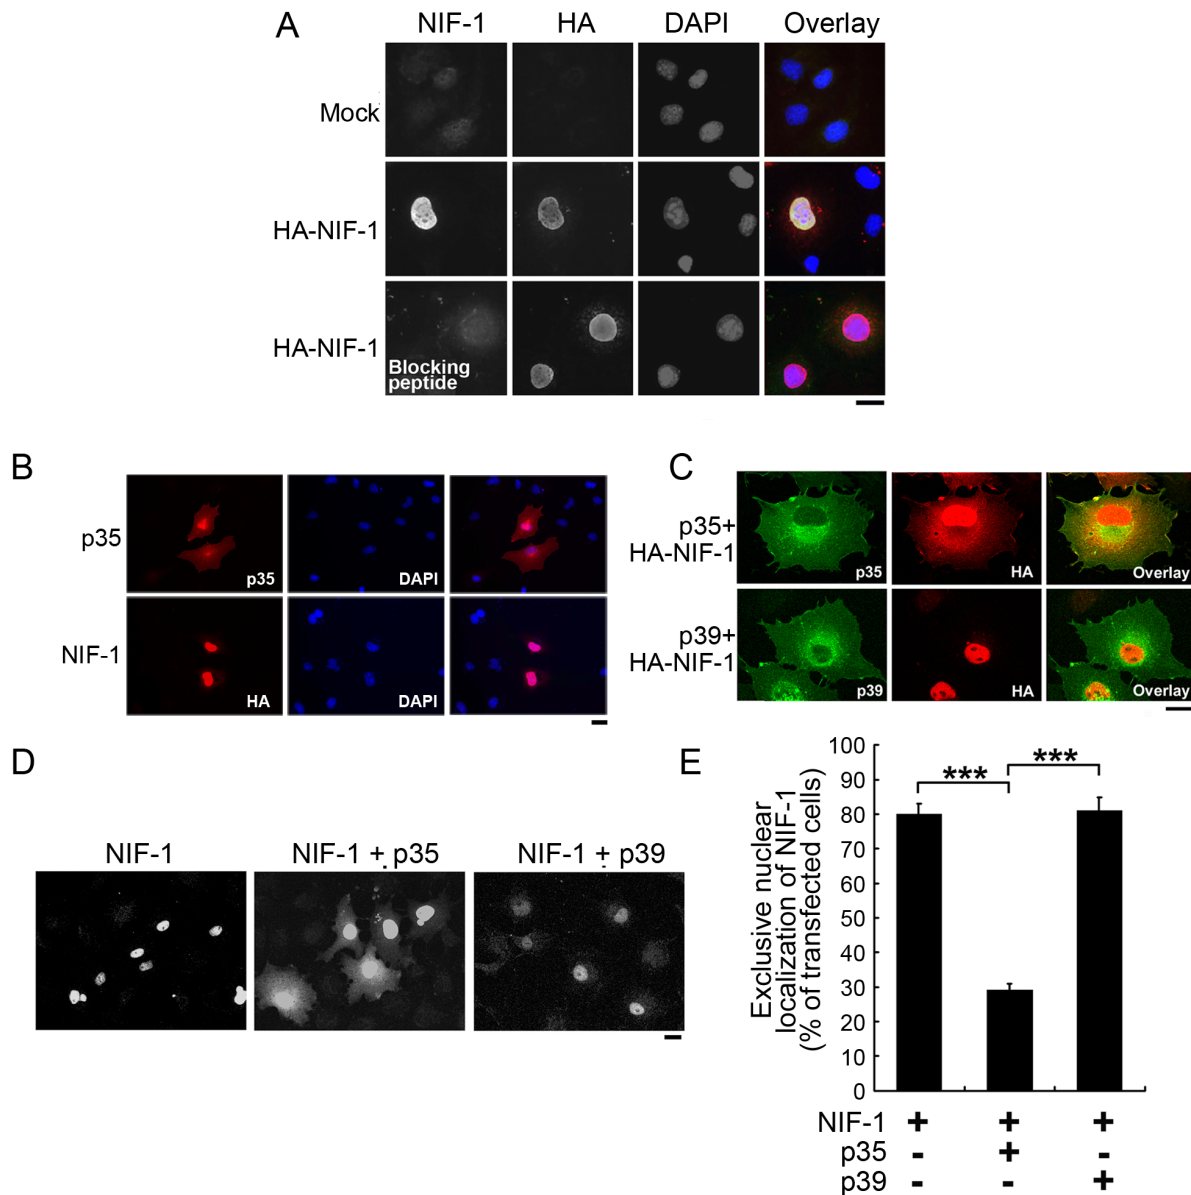 A
NIF-1 HA DAPI Overlay
Mock
HA-NIF-1
HA-NIF-1
Blocking
peptide
B
p35
p35 DAPI
NIF-1
HA DAPI
C
p35+
HA-NIF-1
p35 HA Overlay
p39+
HA-NIF-1
p39 HA Overlay
D
NIF-1 NIF-1 + p35 NIF-1 + p39
E
Exclusive nuclear
localization of NIF-1
(% of transfected cells)
100
90
80
70
60
50
40
30
20
10
0
*** ***
NIF-1 + + +
p35 - + -
p39 - - +